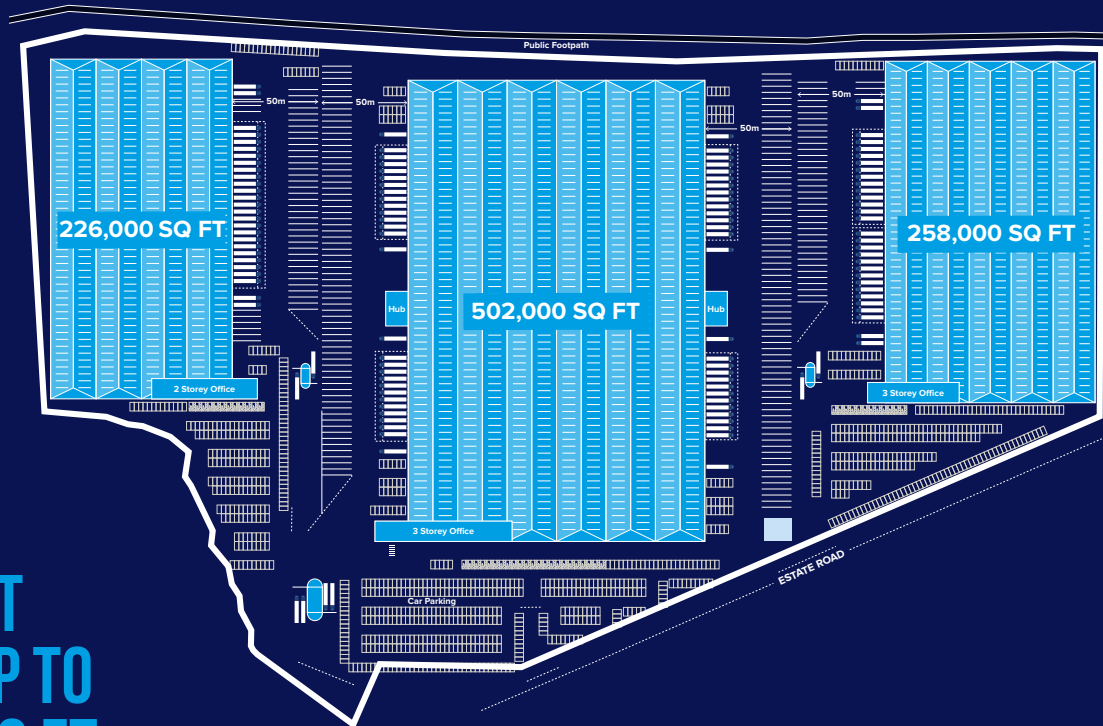 Public Footpath
50m
50m
50m
50m
226,000 SQ FT
258,000 SQ FT
502,000 SQ FT
Hub
Hub
2 Storey Office
3 Storey Office
3 Storey Office
ESTATE ROAD
Car Parking
P TO